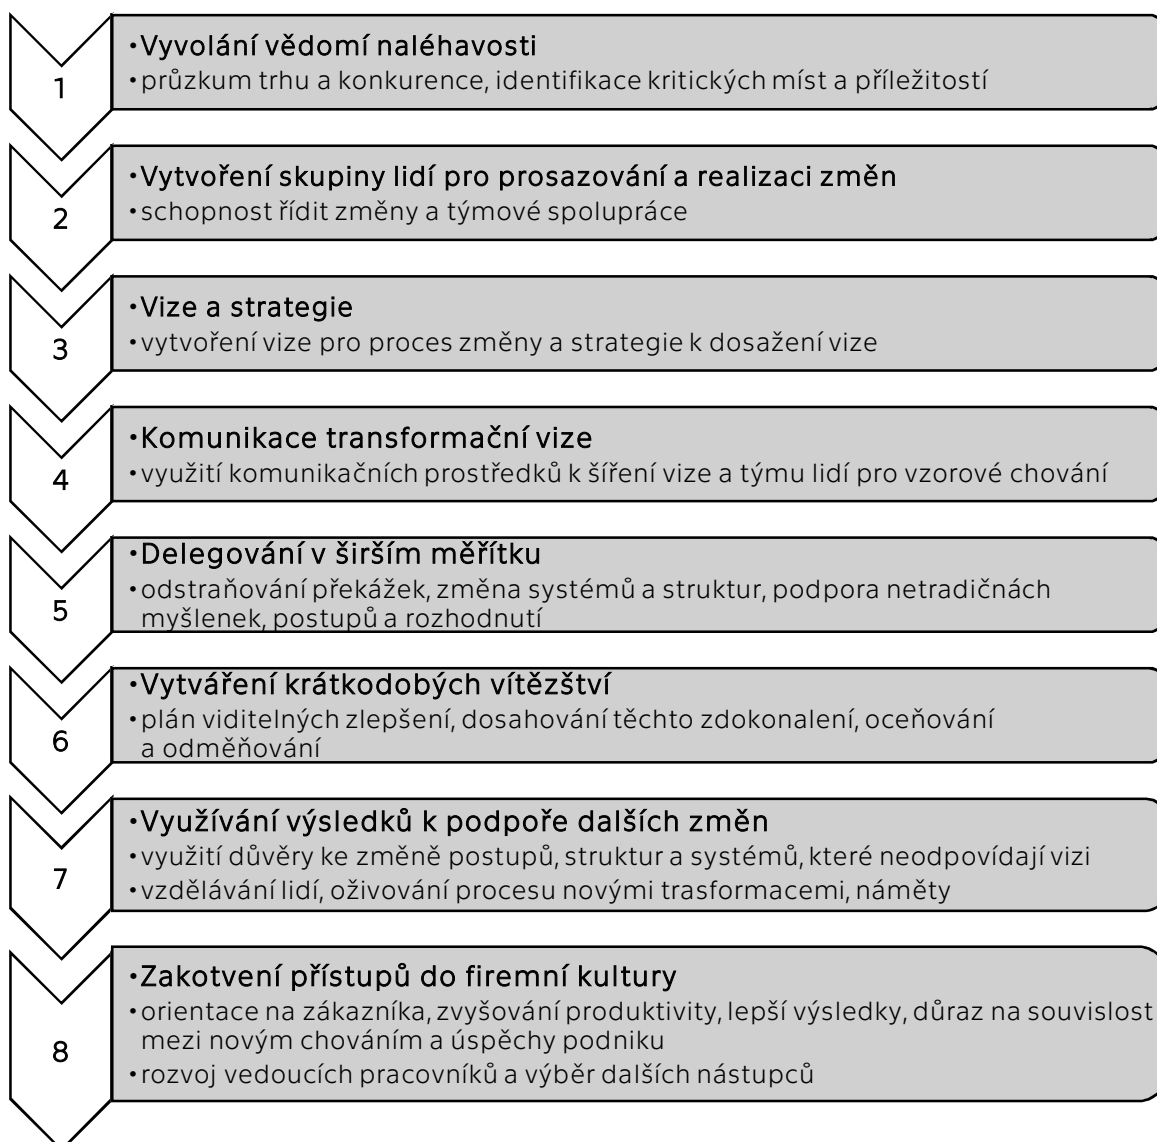 1
•Vyvolání vědomí naléhavosti
•průzkum trhu a konkurence, identifikace kritických míst a příležitostí
2
•Vytvoření skupiny lidí pro prosazování a realizaci změn
•schopnost řídit změny a týmové spolupráce
3
•Vize a strategie
•vytvoření vize pro proces změny a strategie k dosažení vize
4
•Komunikace transformační vize
•využití komunikačních prostředků k šíření vize a týmu lidí pro vzorové chování
5
•Delegování v širším měřítku
•odstraňování překážek, změna systémů a struktur, podpora netradičnách
myšlenek, postupů a rozhodnutí
6
•Vytváření krátkodobých vítězství
•plán viditelných zlepšení, dosahování těchto zdokonalení, oceňování
a odměňování
7
•Využívání výsledků k podpoře dalších změn
•využití důvěry ke změně postupů, struktur a systémů, které neodpovídají vizi
•vzdělávání lidí, oživování procesu novými trasformacemi, náměty
8
•Zakotvení přístupů do firemní kultury
•orientace na zákazníka, zvyšování produktivity, lepší výsledky, důraz na souvislost
mezi novým chováním a úspěchy podniku
•rozvoj vedoucích pracovníků a výběr dalších nástupců